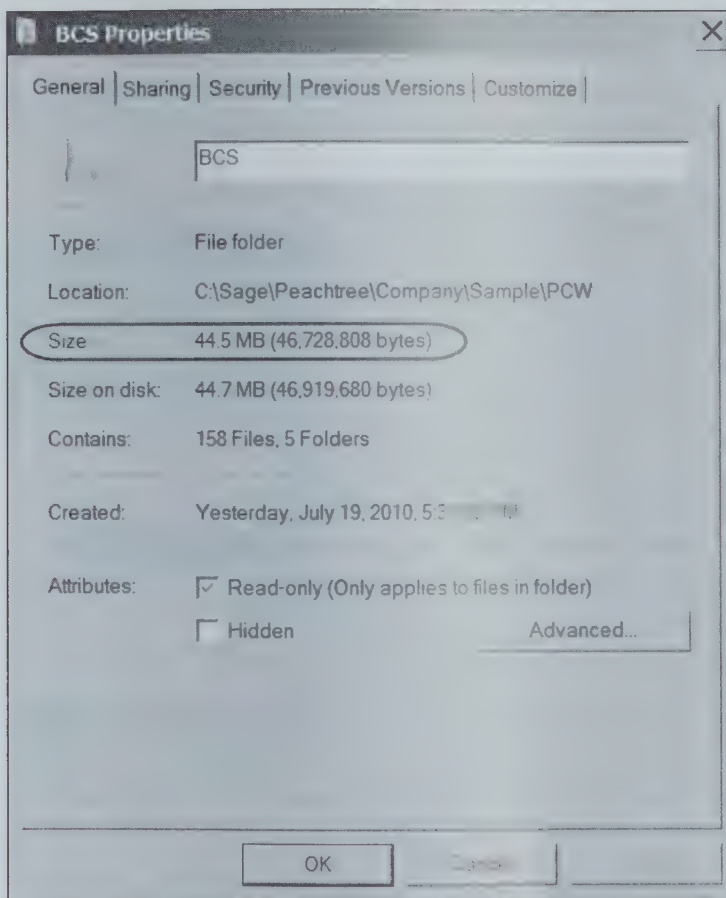 BCS Properties
General | Sharing | Security | Previous Versions | Customize |
BCS
Type: File folder
Location: C:\Sage\Peachtree\Company\Sample\PCW
Size 44.5 MB (46,728,808 bytes)
Size on disk: 44.7 MB (46,919,680 bytes)
Contains: 158 Files, 5 Folders
Created: Yesterday, July 19, 2010, 5:3
Attributes: Read-only (Only applies to files in folder)
Hidden Advanced...
OK